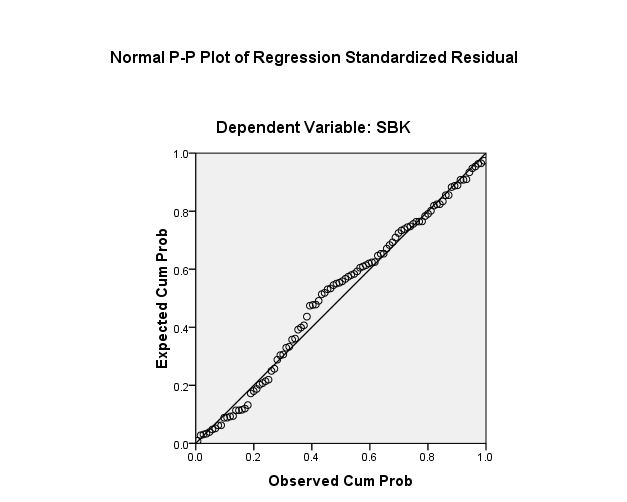 Normal P-P Plot of Regression Standardized Residual
Dependent Variable: SBK
1.0
0.8
0.6
0.4
0.2
0.0
Expected Cum Prob
0.0 0.2 0.4 0.6 0.8 1.0
Observed Cum Prob